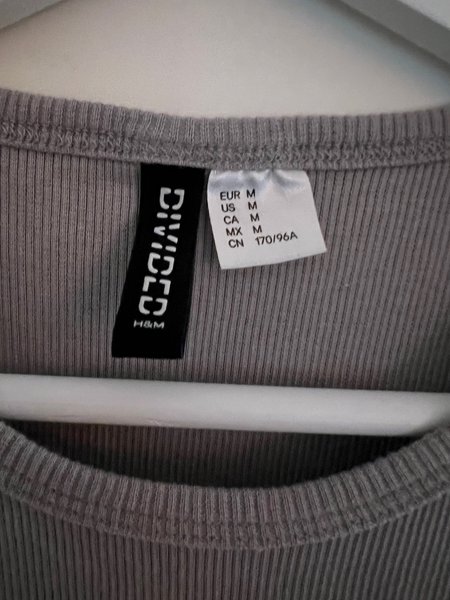 DIVIDED
H&M
EUR M
US M
CA M
MX M
CN 170/96A